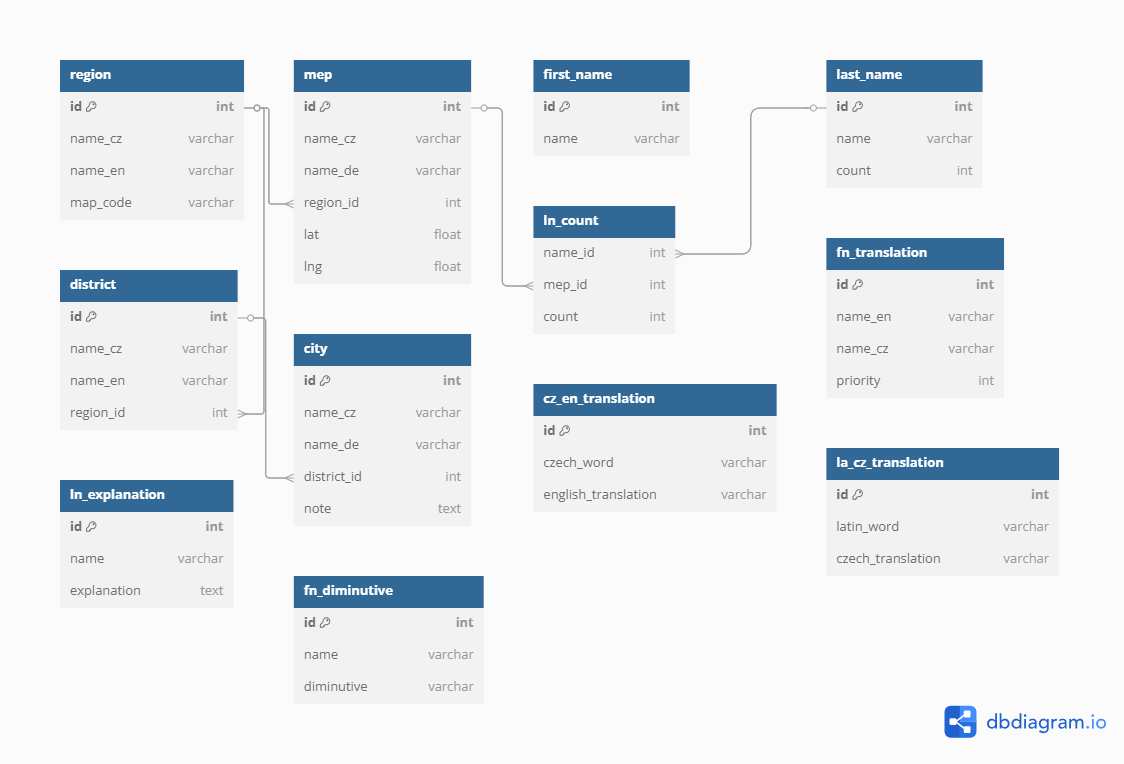 region
id int
name_cz varchar
name_en varchar
map_code varchar
district
id int
name_cz varchar
name_en varchar
region_id int
ln_explanation
id int
name varchar
explanation text
mep
id int
name_cz varchar
name_de varchar
region_id int
lat float
lng float
city
id int
name_cz varchar
name_de varchar
district_id int
note text
fn_diminutive
id int
name varchar
diminutive varchar
first_name
id int
name varchar
ln_count
name_id int
mep_id int
count int
cz_en_translation
id int
czech_word varchar
english_translation varchar
last_name
id int
name varchar
count int
fn_translation
id int
name_en varchar
name_cz varchar
priority int
la_cz_translation
id int
latin_word varchar
czech_translation varchar
dbdiagram.io